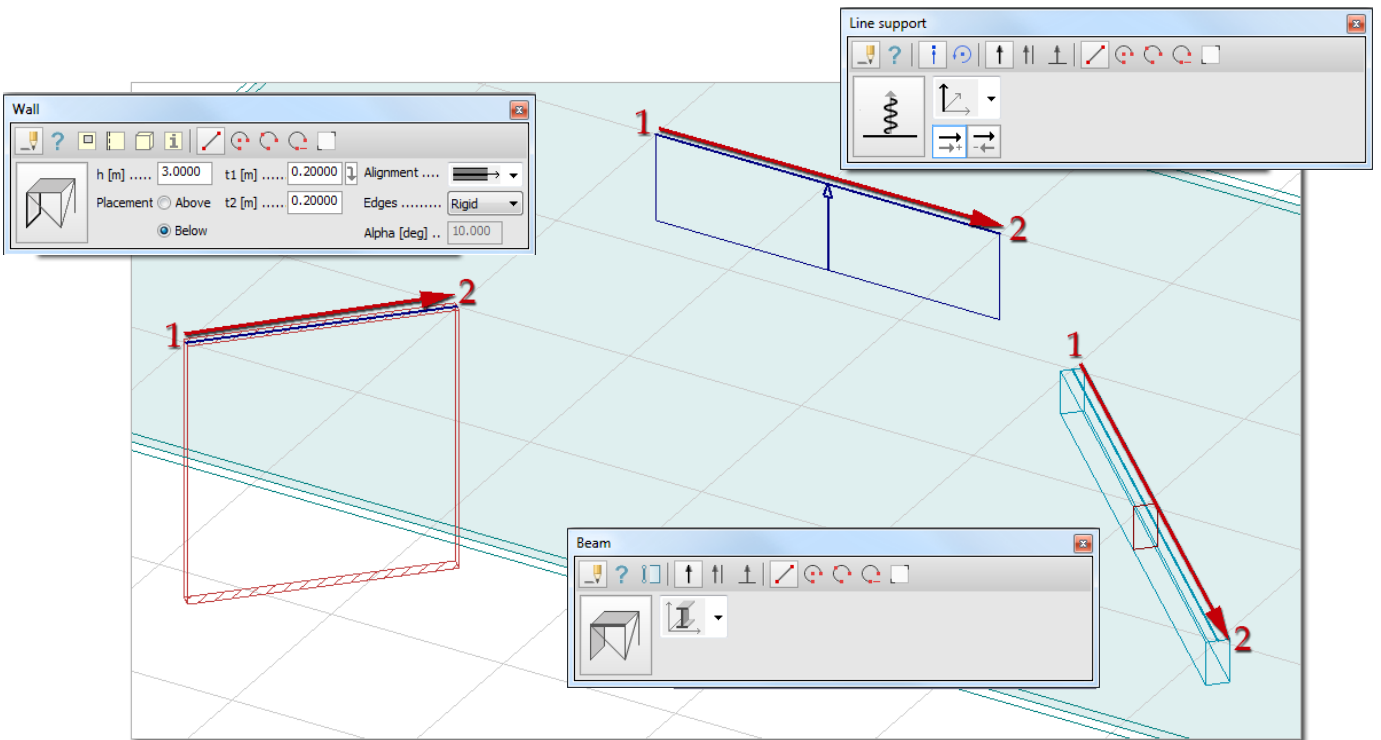 Line support
Wall
h [m] ..... 3.0000 t1 [m] ..... 0.20000 Alignment ....
Placement Above t2 [m] ..... 0.20000 Edges ......... Rigid
Below Alpha [deg] .. 10.000
1
2
1
2
1
2
Beam